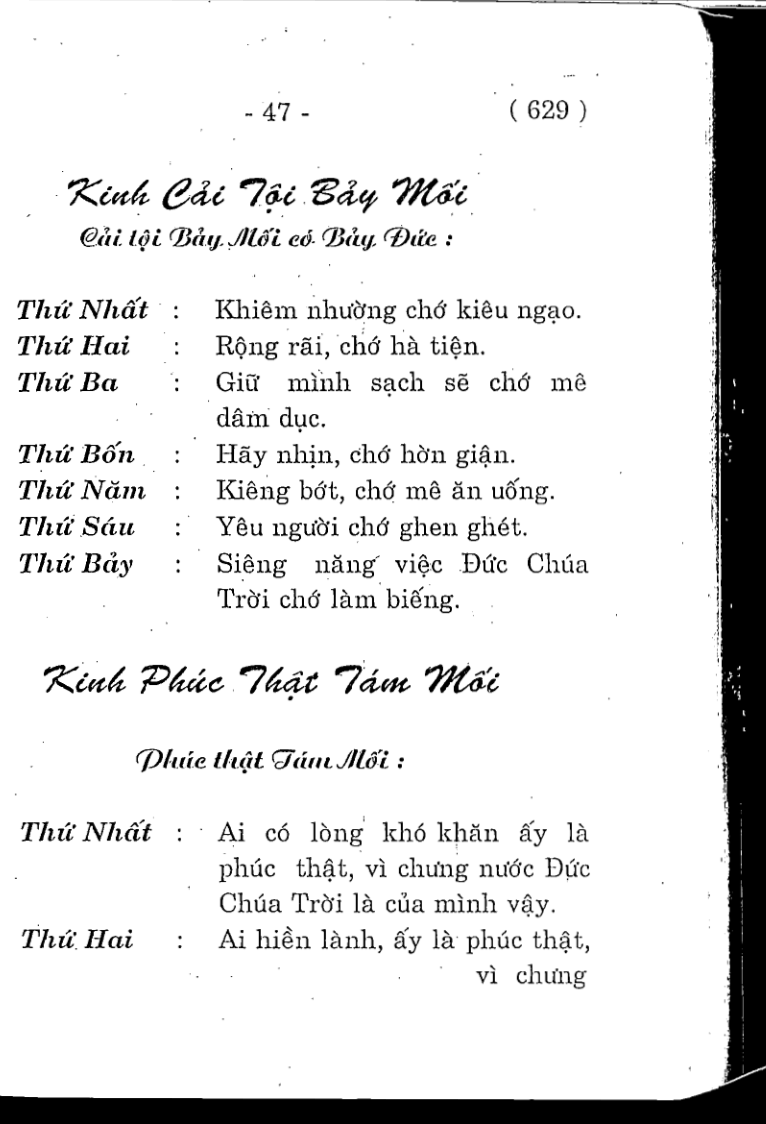 - 47 - ( 629 )
Kinh Cải Tội Bảy Mối
Cải tội Bảy Mối có Bảy Đức :
Thứ Nhất : Khiêm nhường chớ kiêu ngạo.
Thứ Hai : Rộng rãi, chớ hà tiện.
Thứ Ba : Giữ mình sạch sẽ chớ mê
dâm dục.
Thứ Bốn : Hãy nhịn, chớ hờn giận.
Thứ Năm : Kiêng bớt, chớ mê ăn uống.
Thứ Sáu : Yêu người chớ ghen ghét.
Thứ Bảy : Siêng năng việc Đức Chúa
Trời chớ làm biếng.
Kinh Phúc Thật Tám Mối
Phúc thật Tám Mối :
Thứ Nhất : Ai có lòng khó khăn ấy là
phúc thật, vì chưng nước Đức
Chúa Trời là của mình vậy.
Thứ Hai : Ai hiền lành, ấy là phúc thật,
vì chưng